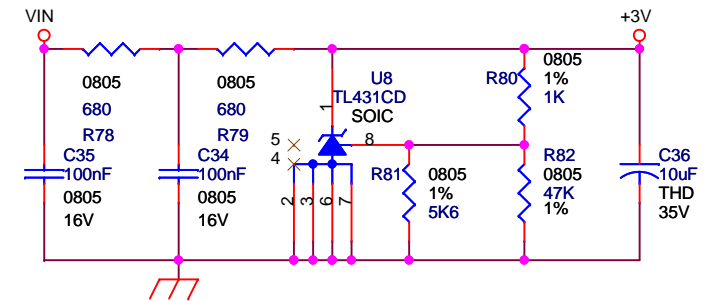 VIN
+3V
0805
680
R78
0805
680
R79
U8
TL431CD
SOIC
1
8
5
4
2
3
6
7
R80
0805
1%
1K
C35
100nF
0805
16V
C34
100nF
0805
16V
R81
0805
1%
5K6
R82
0805
47K
1%
C36
10uF
THD
35V